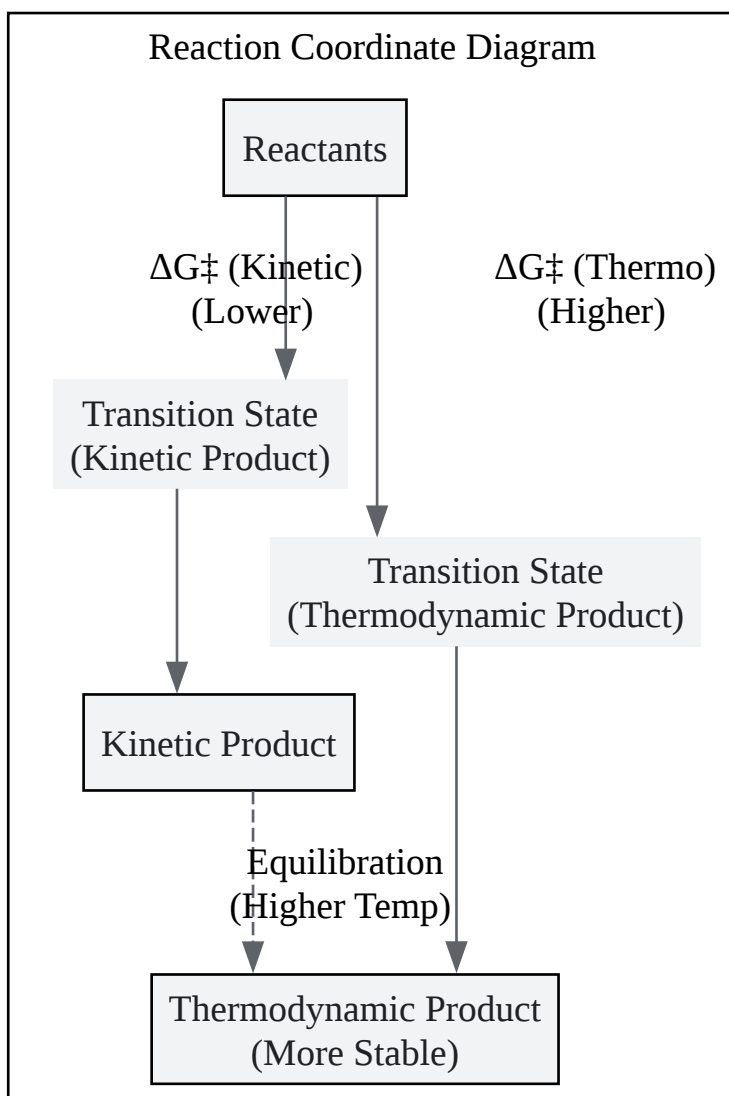 Reaction Coordinate Diagram
Reactants
ΔG‡ (Kinetic)
(Lower)
ΔG‡ (Thermo)
(Higher)
Transition State
(Kinetic Product)
Transition State
(Thermodynamic Product)
Kinetic Product
Equilibration
(Higher Temp)
Thermodynamic Product
(More Stable)